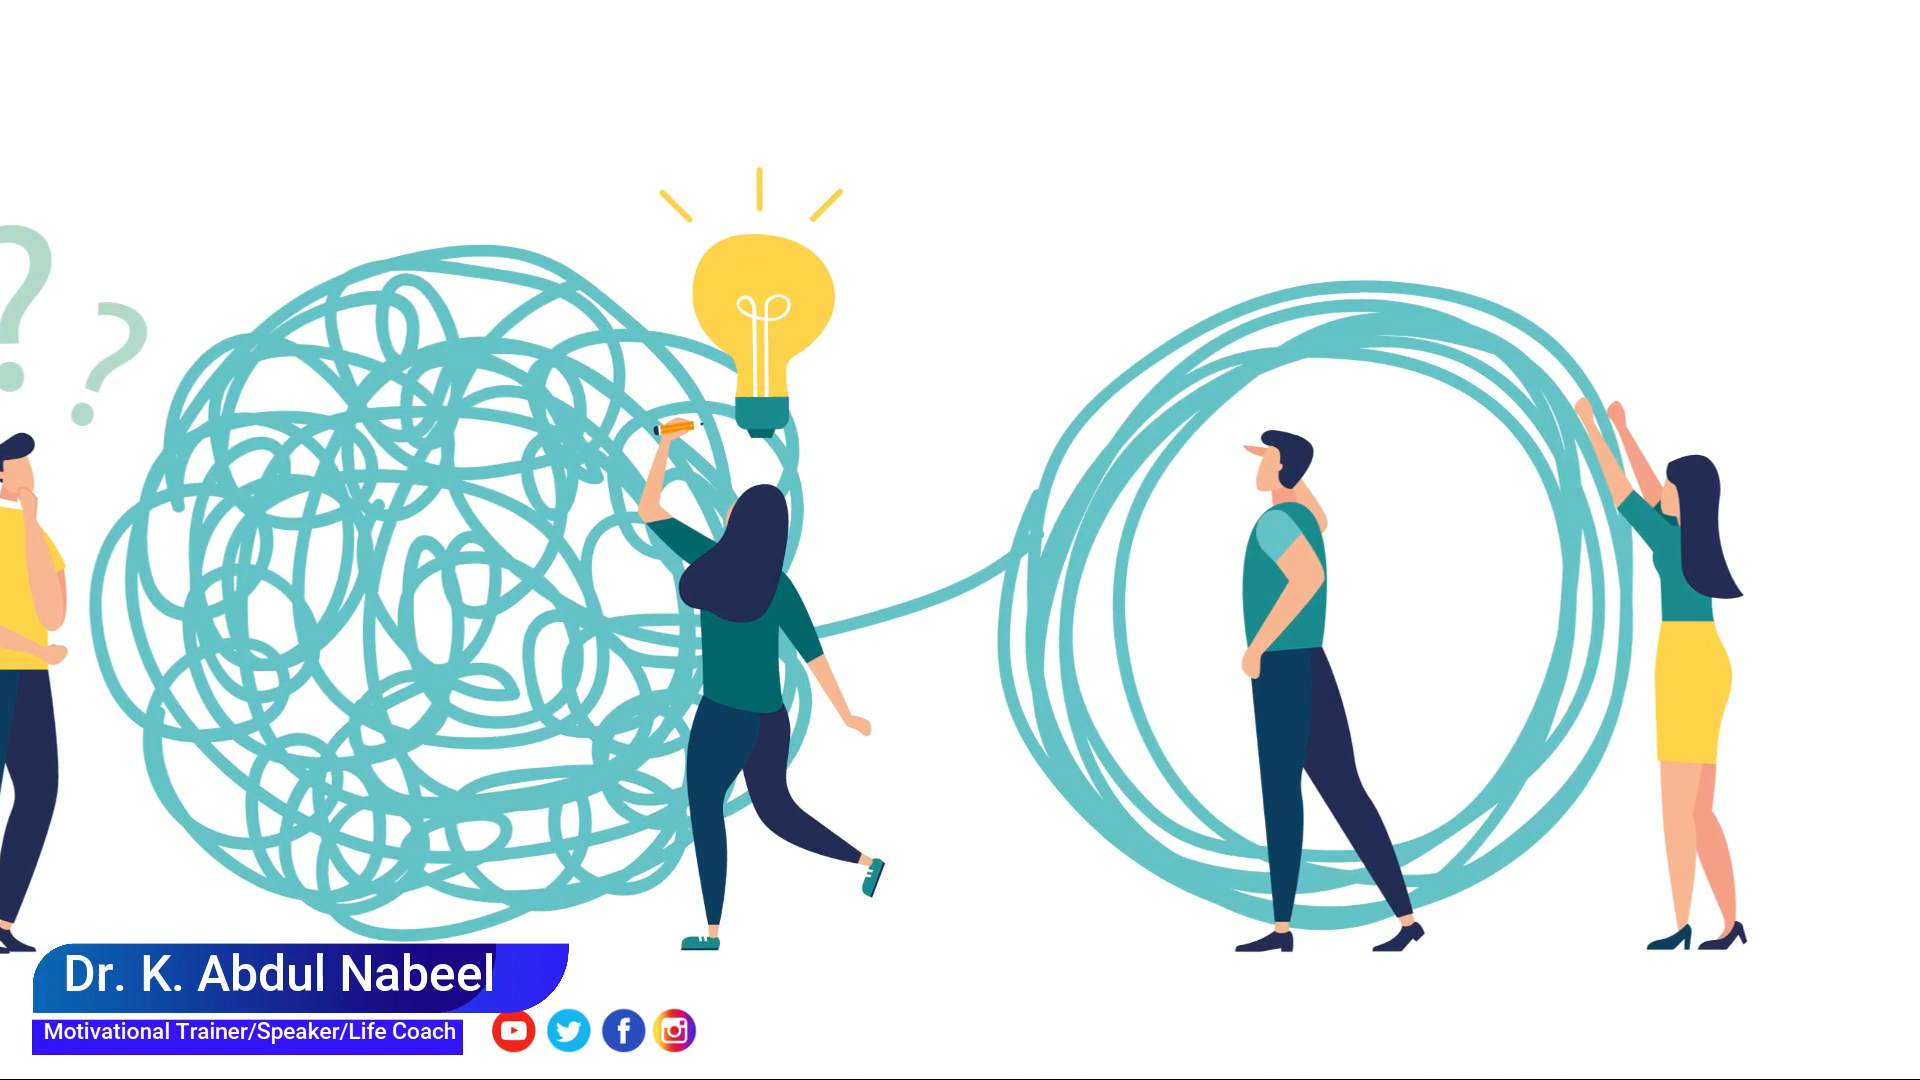 ? ?
Dr. K. Abdul Nabeel
Motivational Trainer/Speaker/Life Coach